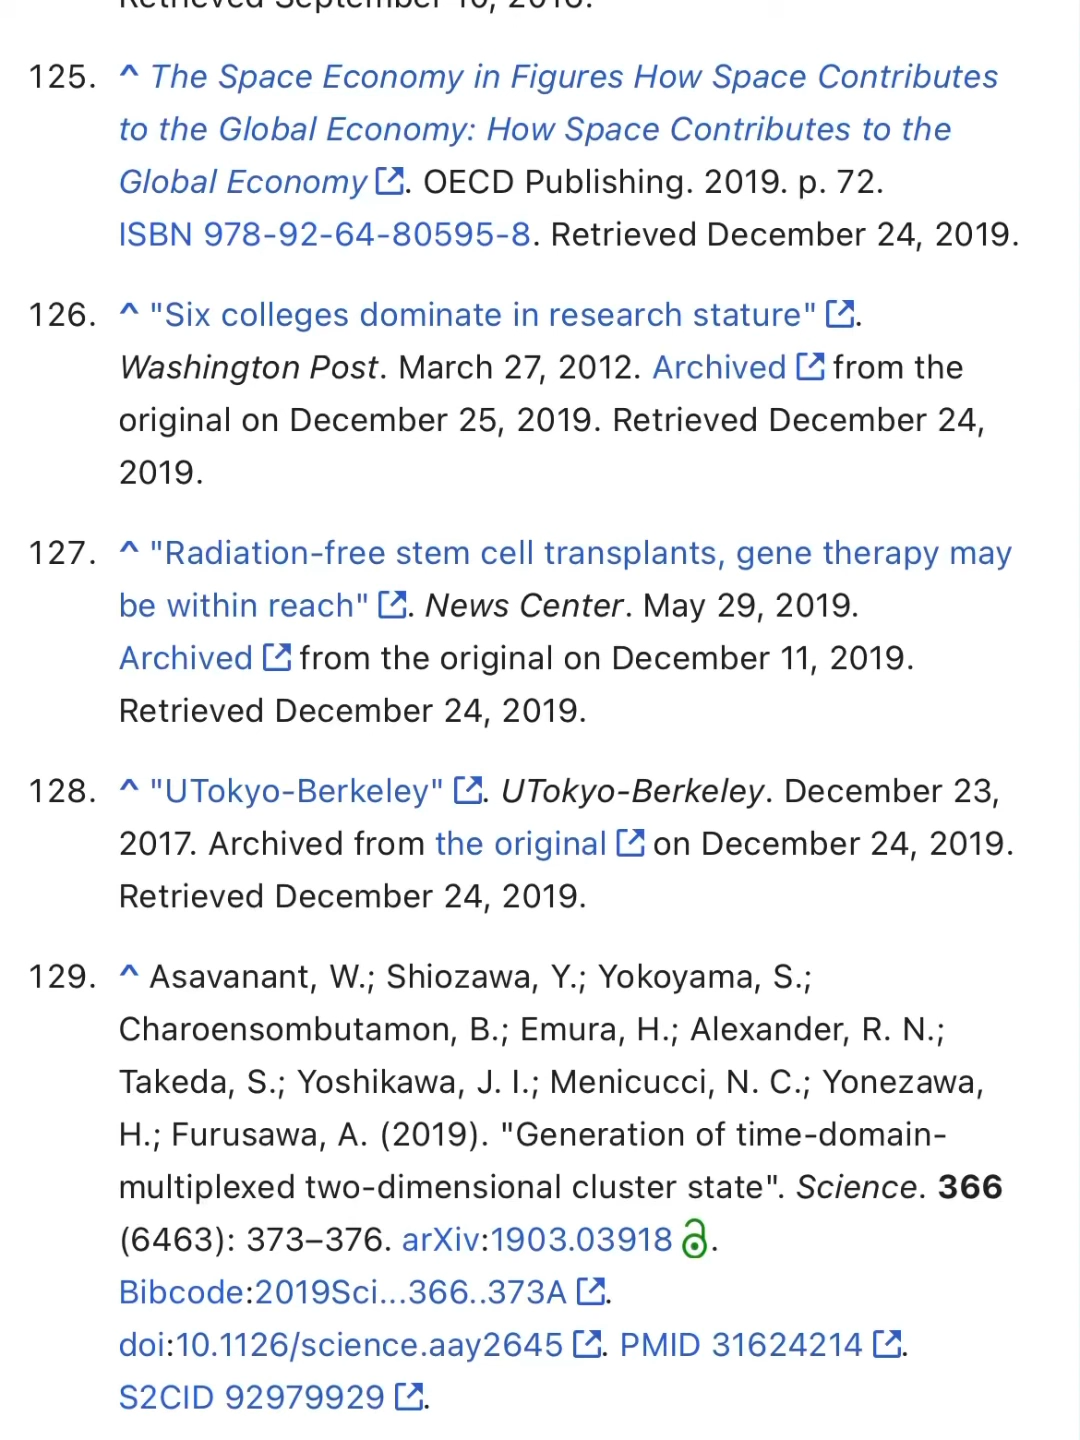 Retrieved September 10, 2018.
125. ^ The Space Economy in Figures How Space Contributes
to the Global Economy: How Space Contributes to the
Global Economy. OECD Publishing. 2019. p. 72.
ISBN 978-92-64-80595-8. Retrieved December 24, 2019.
126. ^ "Six colleges dominate in research stature".
Washington Post. March 27, 2012. Archived from the
original on December 25, 2019. Retrieved December 24,
2019.
127. ^ "Radiation-free stem cell transplants, gene therapy may
be within reach". News Center. May 29, 2019.
Archived from the original on December 11, 2019.
Retrieved December 24, 2019.
128. ^ "UTokyo-Berkeley". UTokyo-Berkeley. December 23,
2017. Archived from the original on December 24, 2019.
Retrieved December 24, 2019.
129. ^ Asavanant, W.; Shiozawa, Y.; Yokoyama, S.;
Charoensombutamon, B.; Emura, H.; Alexander, R. N.;
Takeda, S.; Yoshikawa, J. I.; Menicucci, N. C.; Yonezawa,
H.; Furusawa, A. (2019). "Generation of time-domain-
multiplexed two-dimensional cluster state". Science. 366
(6463): 373–376. arXiv:1903.03918.
Bibcode:2019Sci...366..373A.
doi:10.1126/science.aay2645. PMID 31624214.
S2CID 92979929.